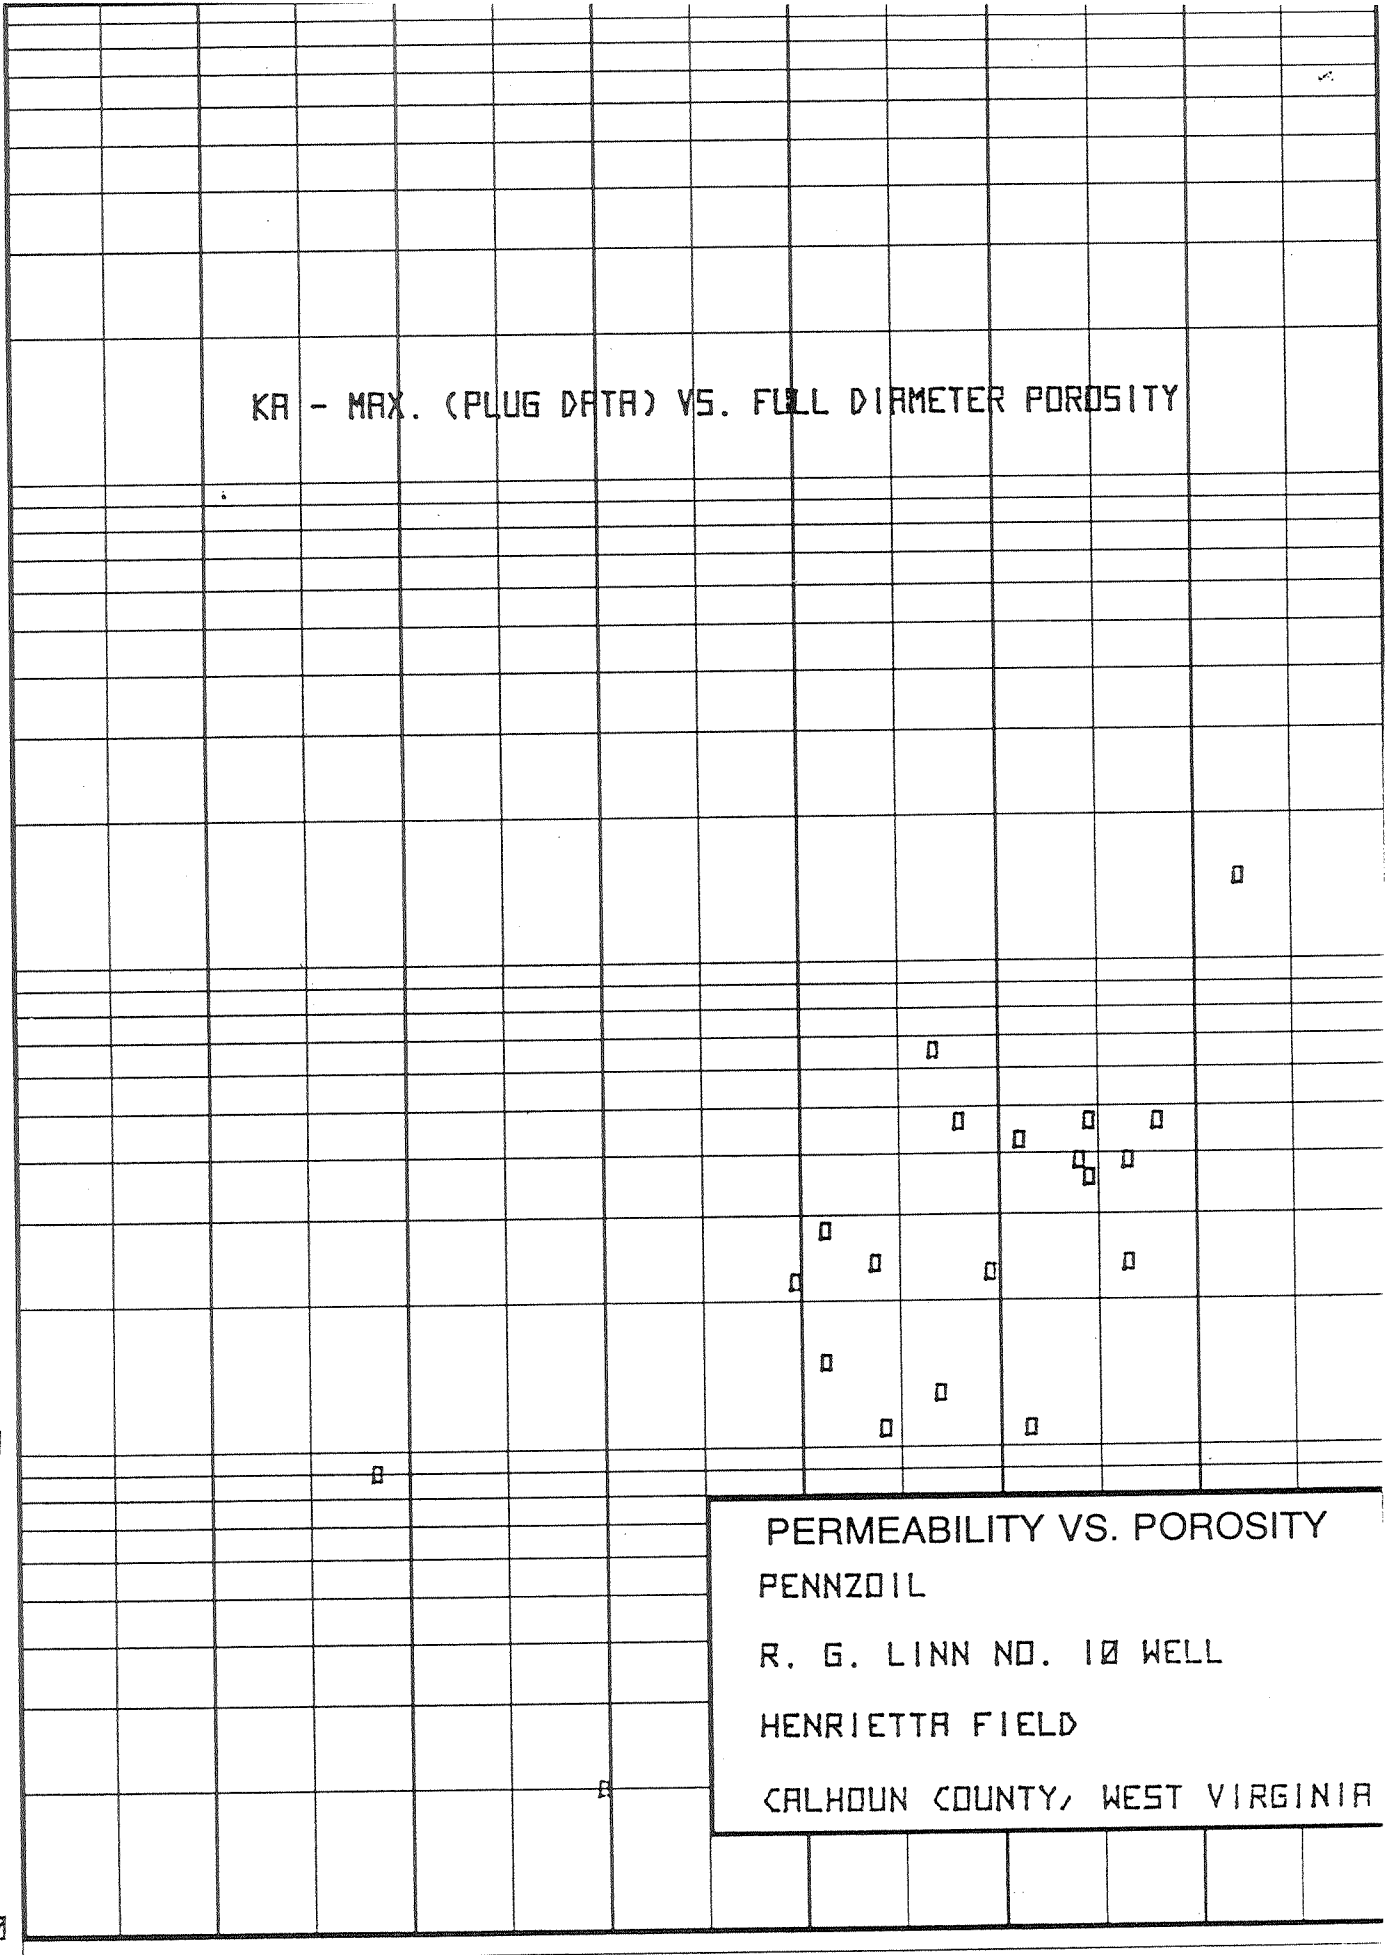 KA - MAX. (PLUG DATA) VS. FULL DIAMETER POROSITY
PERMEABILITY VS. POROSITY
PENNZOIL
R. G. LINN NO. 10 WELL
HENRIETTA FIELD
CALHOUN COUNTY, WEST VIRGINIA